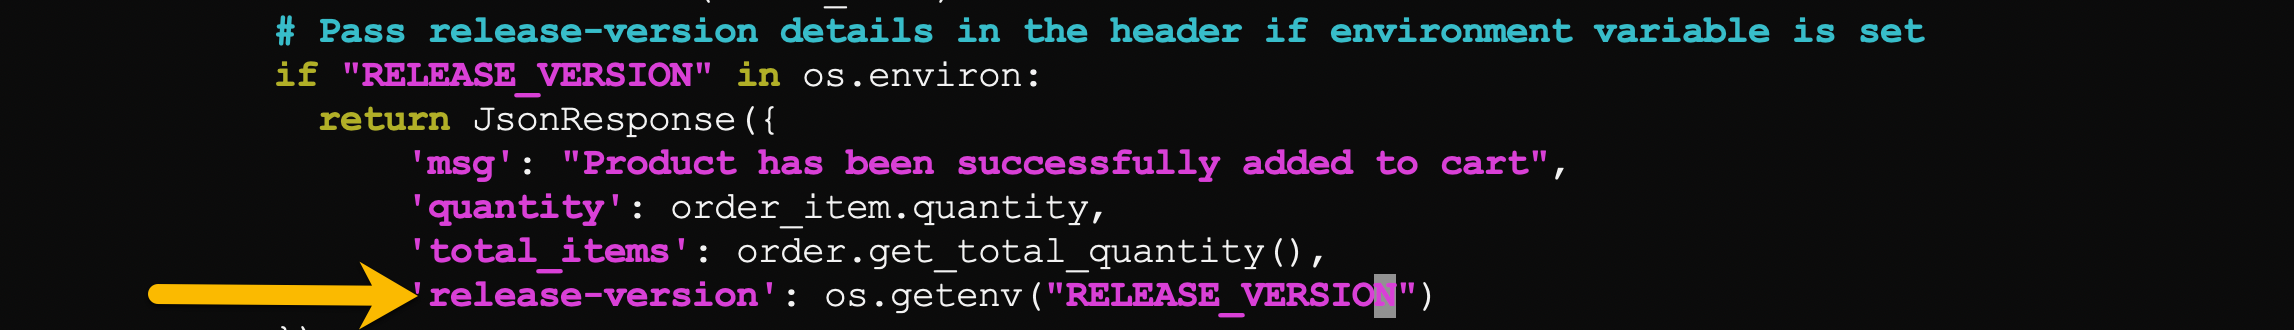 # Pass release-version details in the header if environment variable is set
if "RELEASE_VERSION" in os.environ:
return JsonResponse({
'msg': "Product has been successfully added to cart",
'quantity': order_item.quantity,
'total_items': order.get_total_quantity(),
'release-version': os.getenv("RELEASE_VERSION")